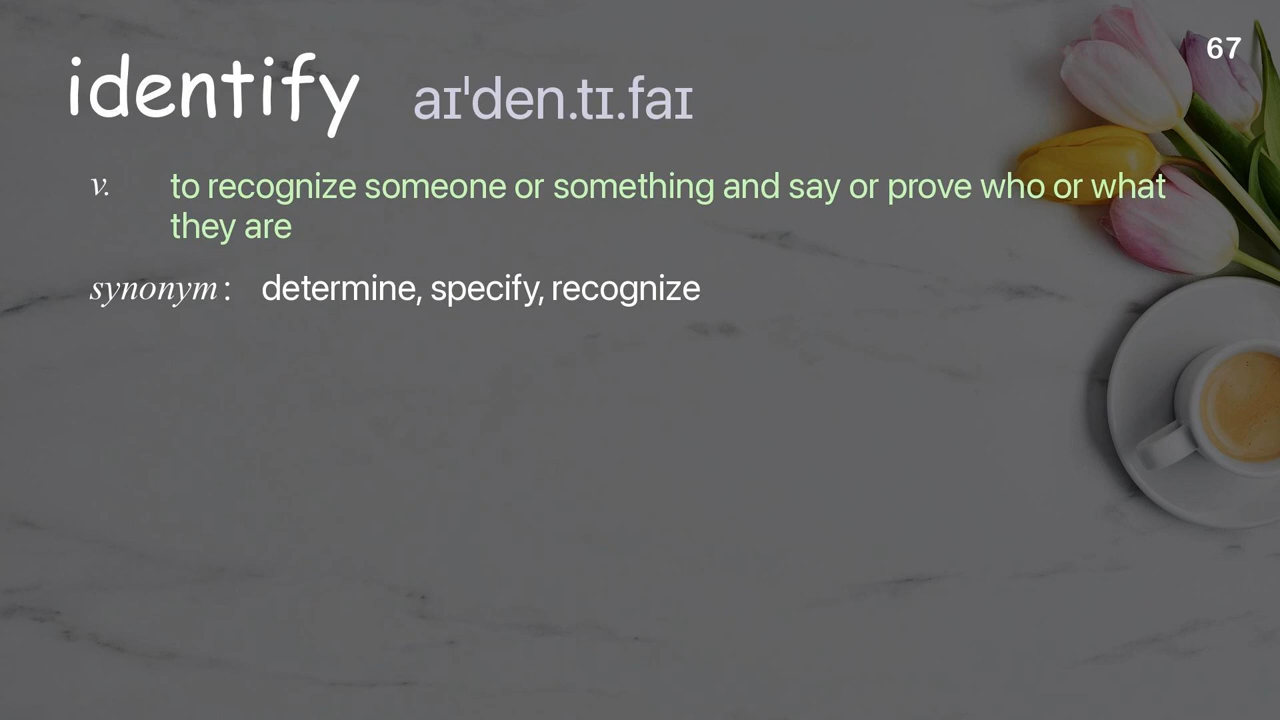 67
identify aɪˈden.tɪ.faɪ
v. to recognize someone or something and say or prove who or what
they are
synonym: determine, specify, recognize